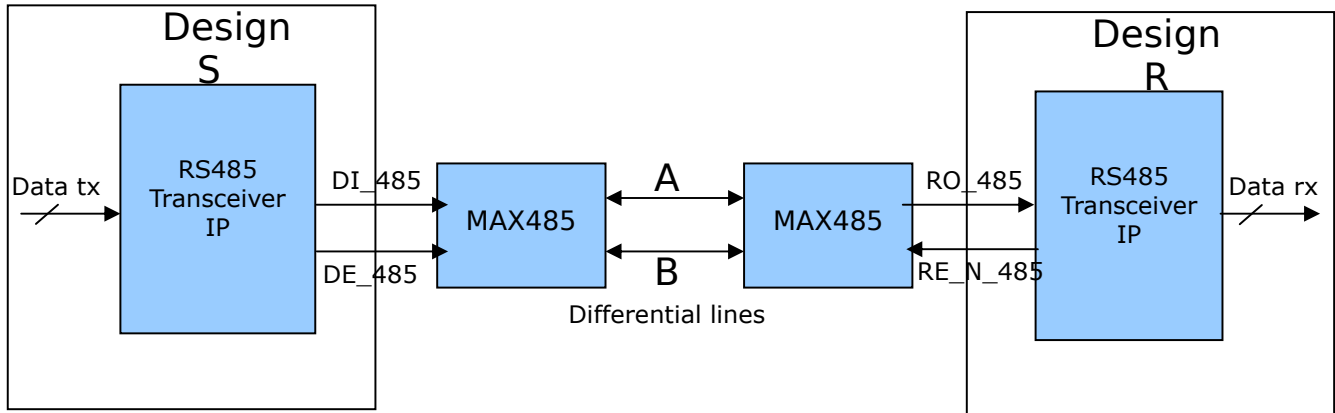 Design
S
RS485
Transceiver
IP
Data tx
DI_485
DE_485
MAX485
A
B
Differential lines
MAX485
RO_485
RE_N_485
Design
R
RS485
Transceiver
IP
Data rx